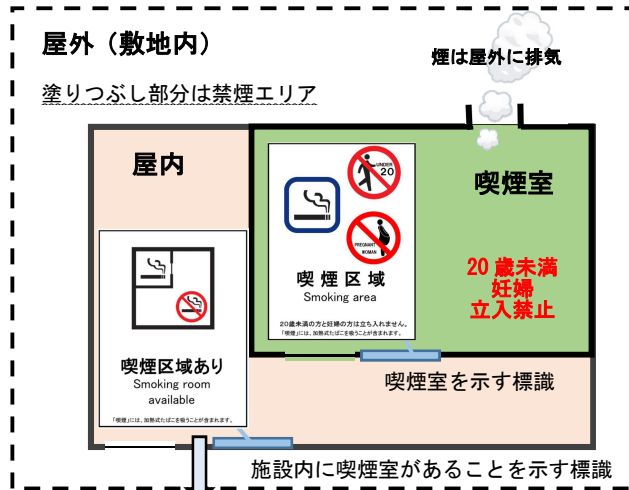 屋外（敷地内）
煙は屋外に排気
塗りつぶし部分は禁煙エリア
屋内
UNDER
20
PREGNANT
WOMAN
喫煙区域
Smoking area
20歳未満の方と妊婦の方は立ち入れません。
「喫煙」には、加熱式たばこを吸うことが含まれます。
喫煙室
20歳未満
妊婦
立入禁止
喫煙区域あり
Smoking room
available
「喫煙」には、加熱式たばこを吸うことが含まれます。
喫煙室を示す標識
施設内に喫煙室があることを示す標識